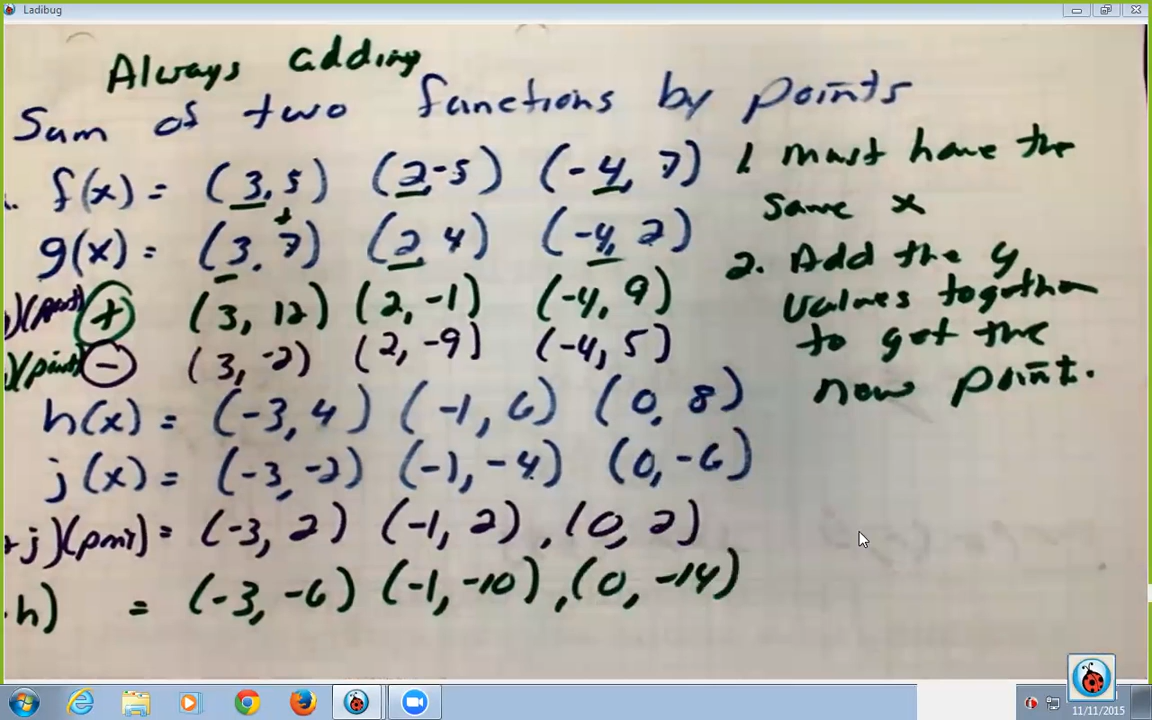 Ladibug
Always adding
Sum of two functions by points
f(x) = (3, 5) (2, -5) (-4, 7)
+
g(x) = (3, 7) (2, 4) (-4, 2)
)(point) + (3, 12) (2, -1) (-4, 9)
)(point) - (3, -2) (2, -9) (-4, 5)
h(x) = (-3, 4) (-1, 6) (0, 8)
j(x) = (-3, -2) (-1, -4) (0, -6)
+j)(point) = (-3, 2) (-1, 2), (0, 2)
h) = (-3, -6) (-1, -10), (0, -14)
1. must have the
same x
2. Add the y
values together
to get the
new point.
11/11/2015